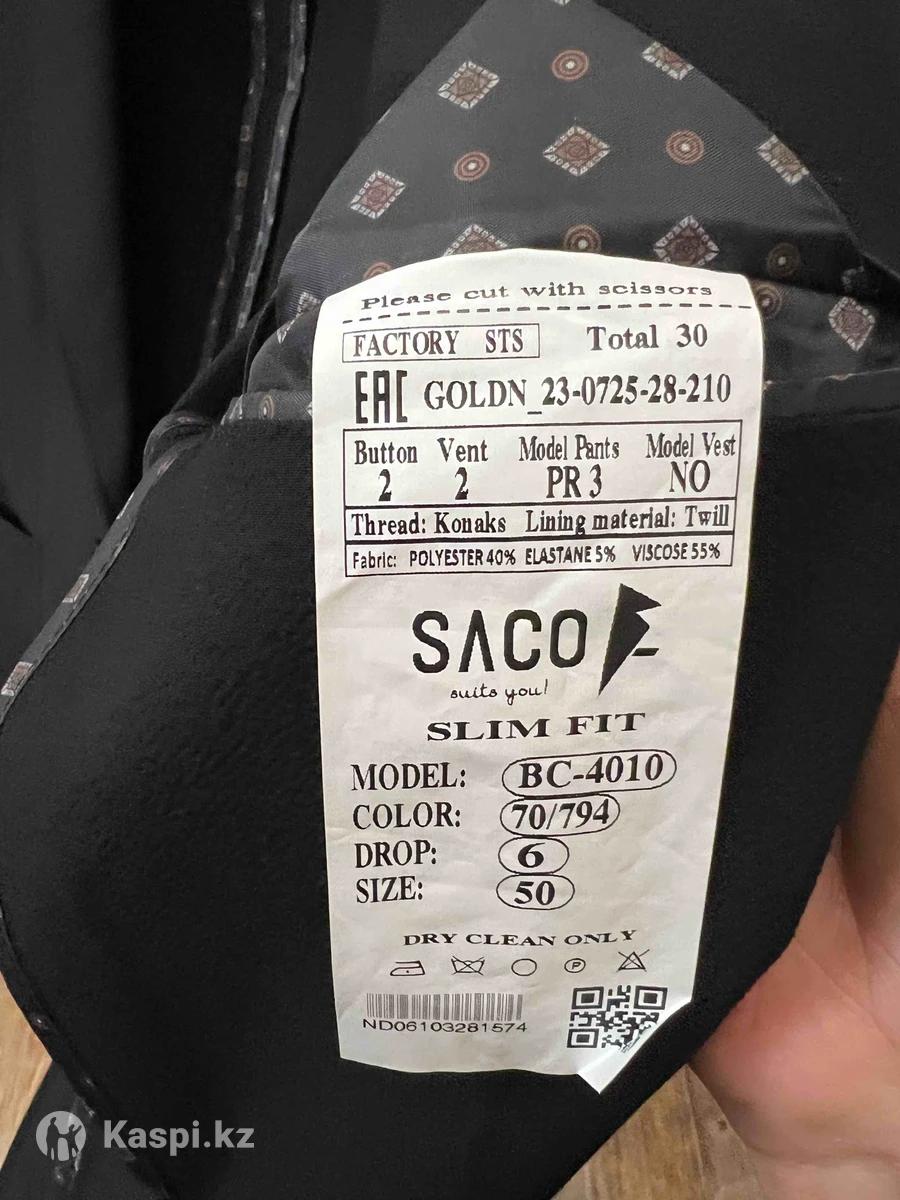 Please cut with scissors
FACTORY STS Total 30
EAC GOLDN_23-0725-28-210
Button Vent Model Pants Model Vest
2 2 PR 3 NO
Thread: Konaks Lining material: Twill
Fabric: POLYESTER 40% ELASTANE 5% VISCOSE 55%
SACO
suits you!
SLIM FIT
MODEL: BC-4010
COLOR: 70/794
DROP: 6
SIZE: 50
DRY CLEAN ONLY
P
ND06103281574
Kaspi.kz